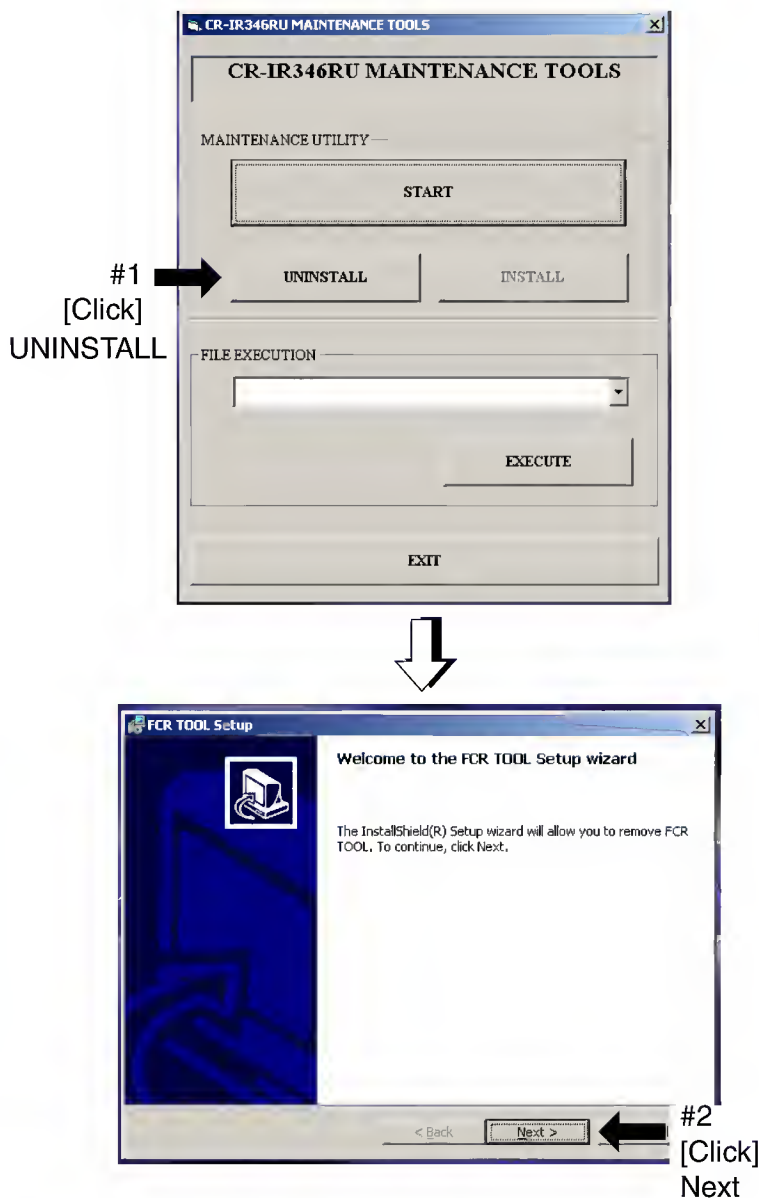 CR-IR346RU MAINTENANCE TOOLS
CR-IR346RU MAINTENANCE TOOLS
MAINTENANCE UTILITY
START
#1
[Click]
UNINSTALL
UNINSTALL
INSTALL
FILE EXECUTION
EXECUTE
EXIT
FCR TOOL Setup
Welcome to the FCR TOOL Setup wizard
The InstallShield(R) Setup wizard will allow you to remove FCR
TOOL. To continue, click Next.
< Back
Next >
#2
[Click]
Next